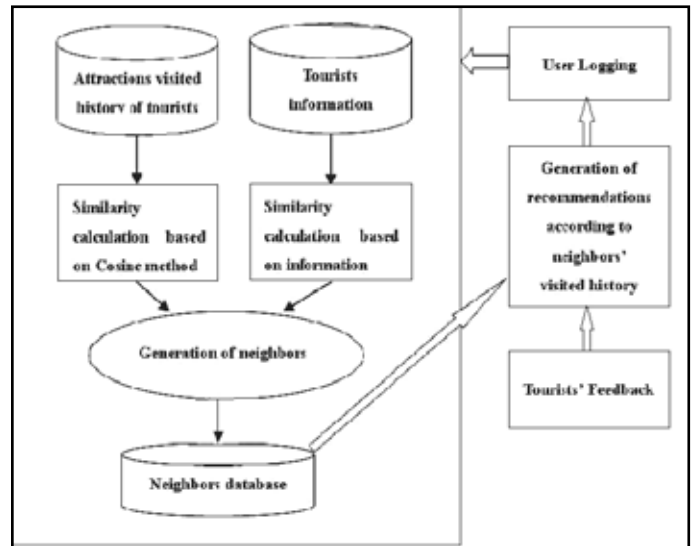 Attractions visited
history of tourists
Tourists
information
User Logging
Similarity
calculation based
on Cosine method
Similarity
calculation based
on information
Generation of
recommendations
according to
neighbors'
visited history
Generation of neighbors
Tourists' Feedback
Neighbors database